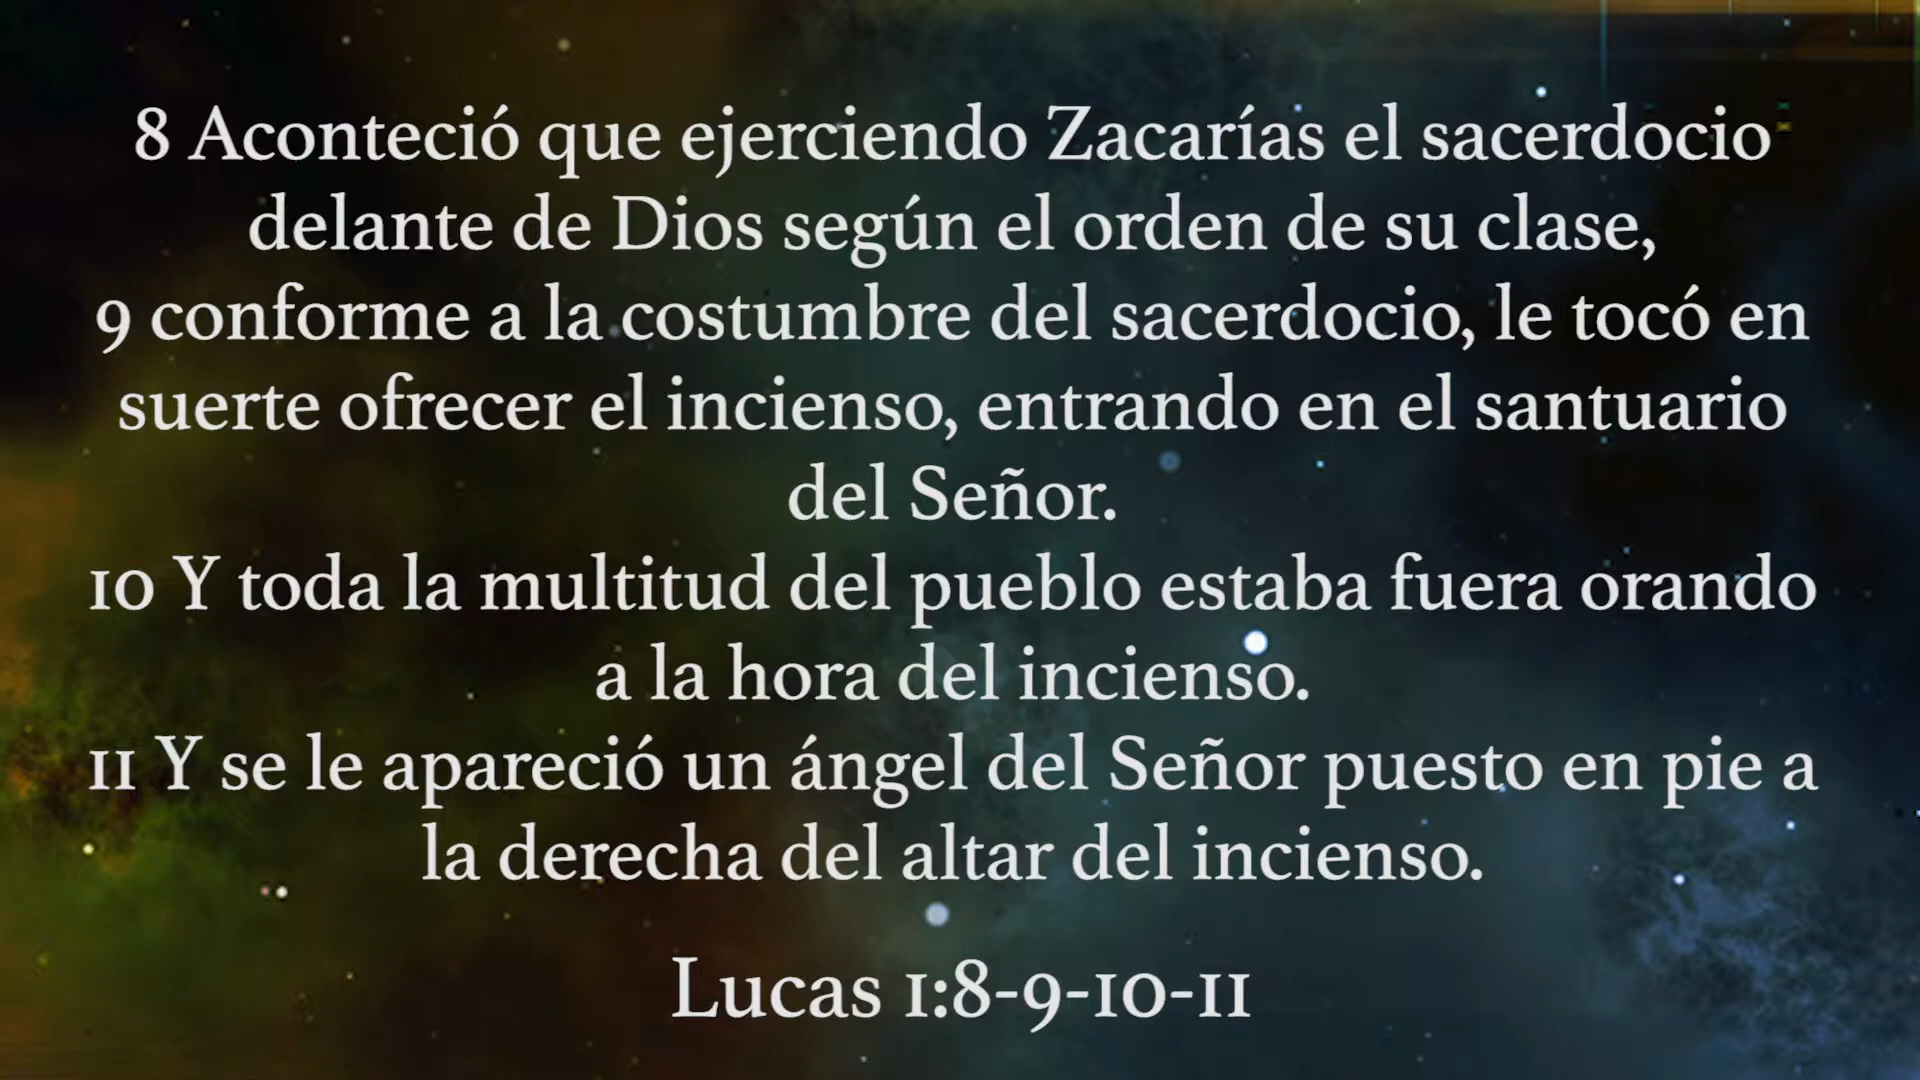 8 Aconteció que ejerciendo Zacarías el sacerdocio
delante de Dios según el orden de su clase,
9 conforme a la costumbre del sacerdocio, le tocó en
suerte ofrecer el incienso, entrando en el santuario
del Señor.
10 Y toda la multitud del pueblo estaba fuera orando
a la hora del incienso.
11 Y se le apareció un ángel del Señor puesto en pie a
la derecha del altar del incienso.
Lucas 1:8-9-10-11